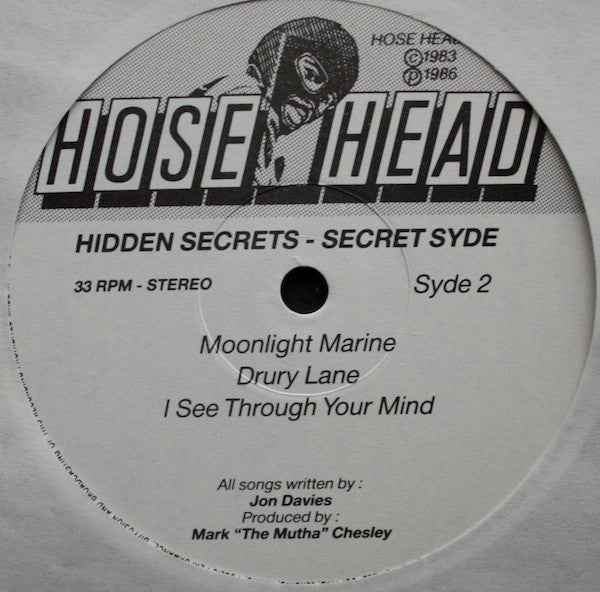 HOSE HEA
©1983
℗1986
HOSE HEAD
HIDDEN SECRETS - SECRET SYDE
33 RPM - STEREO
Syde 2
Moonlight Marine
Drury Lane
I See Through Your Mind
All songs written by :
Jon Davies
Produced by :
Mark "The Mutha" Chesley